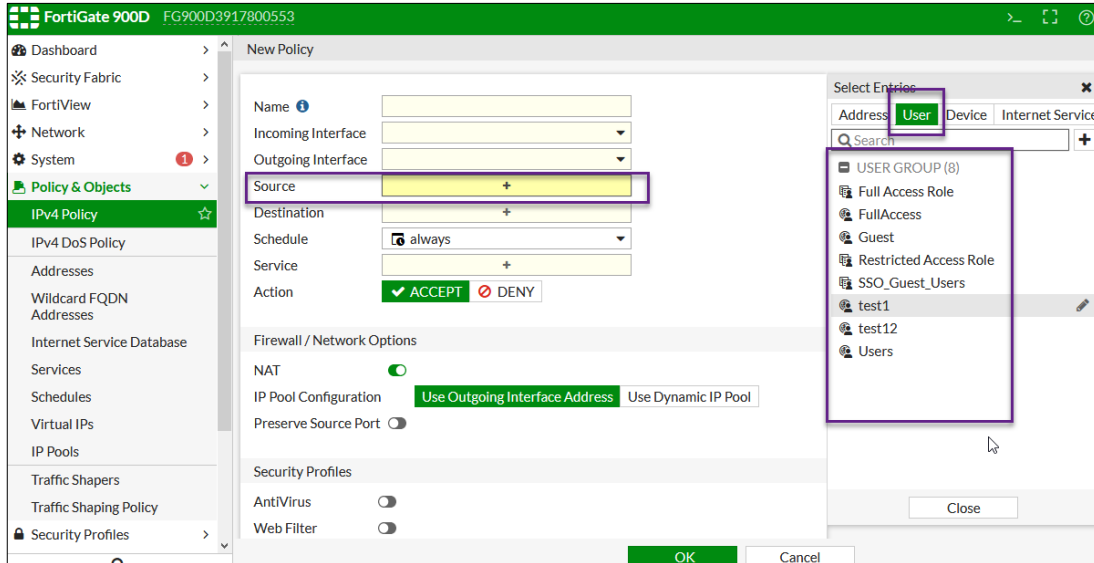 FortiGate 900D FG900D3917800553
>_
Dashboard
Security Fabric
FortiView
Network
System 1
Policy & Objects
IPv4 Policy
IPv4 DoS Policy
Addresses
Wildcard FQDN
Addresses
Internet Service Database
Services
Schedules
Virtual IPs
IP Pools
Traffic Shapers
Traffic Shaping Policy
Security Profiles
New Policy
Name
Incoming Interface
Outgoing Interface
Source +
Destination +
Schedule always
Service +
Action ACCEPT DENY
Firewall / Network Options
NAT
IP Pool Configuration Use Outgoing Interface Address Use Dynamic IP Pool
Preserve Source Port
Security Profiles
AntiVirus
Web Filter
OK Cancel
Select Entries
Address User Device Internet Service
Search +
USER GROUP (8)
Full Access Role
FullAccess
Guest
Restricted Access Role
SSO_Guest_Users
test1
test12
Users
Close